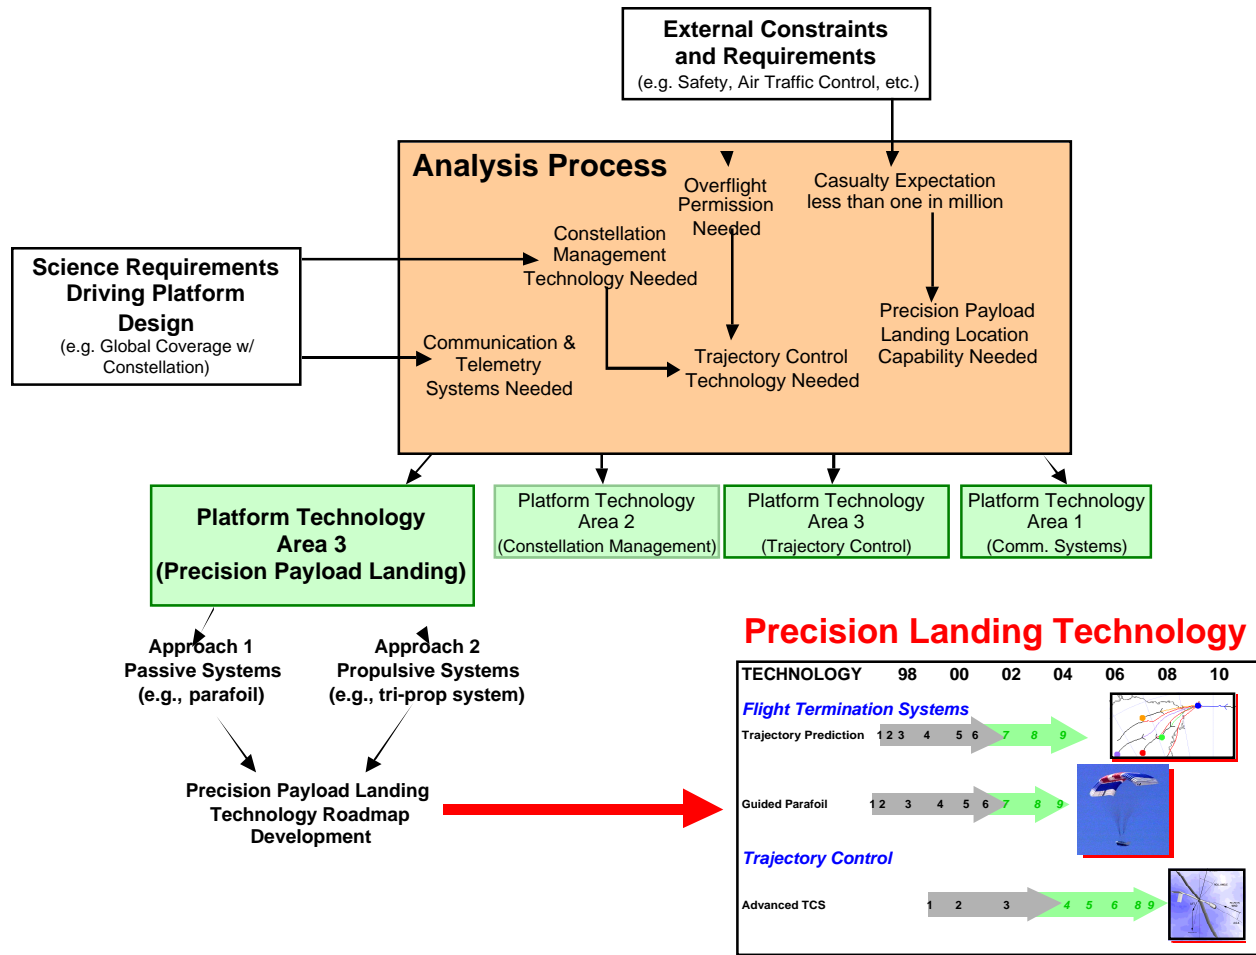 External Constraints
and Requirements
(e.g. Safety, Air Traffic Control, etc.)
Analysis Process
Overflight
Permission
Needed
Casualty Expectation
less than one in million
Constellation
Management
Technology Needed
Science Requirements
Driving Platform
Design
(e.g. Global Coverage w/
Constellation)
Communication &
Telemetry
Systems Needed
Trajectory Control
Technology Needed
Precision Payload
Landing Location
Capability Needed
Platform Technology
Area 3
(Precision Payload Landing)
Platform Technology
Area 2
(Constellation Management)
Platform Technology
Area 3
(Trajectory Control)
Platform Technology
Area 1
(Comm. Systems)
Approach 1
Passive Systems
(e.g., parafoil)
Approach 2
Propulsive Systems
(e.g., tri-prop system)
Precision Payload Landing
Technology Roadmap
Development
Precision Landing Technology
TECHNOLOGY 98 00 02 04 06 08 10
Flight Termination Systems
Trajectory Prediction 1 2 3 4 5 6 7 8 9
Guided Parafoil 1 2 3 4 5 6 7 8 9
Trajectory Control
Advanced TCS 1 2 3 4 5 6 8 9